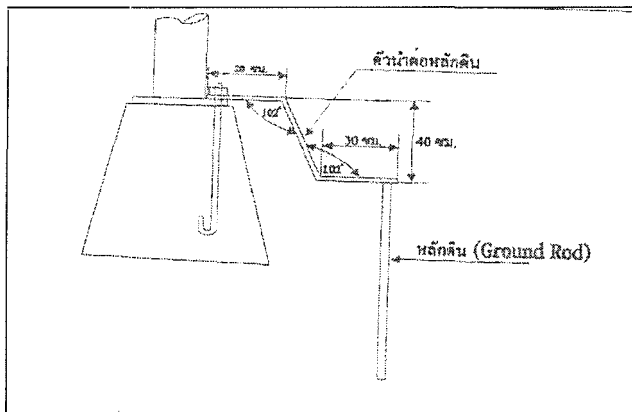 ตัวนำต่อหลักดิน
ซม.
102°
30 ซม.
40 ซม.
102°
หลักดิน (Ground Rod)